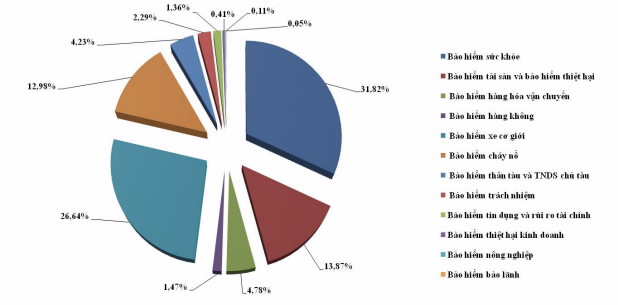 1,36%
0,41%
0,11%
2,29%
0,05%
4,23%
12,98%
31,82%
26,64%
13,87%
1,47%
4,78%
Bảo hiểm sức khỏe
Bảo hiểm tài sản và bảo hiểm thiệt hại
Bảo hiểm hàng hóa vận chuyển
Bảo hiểm hàng không
Bảo hiểm xe cơ giới
Bảo hiểm cháy nổ
Bảo hiểm thân tàu và TNDS chủ tàu
Bảo hiểm trách nhiệm
Bảo hiểm tín dụng và rủi ro tài chính
Bảo hiểm thiệt hại kinh doanh
Bảo hiểm nông nghiệp
Bảo hiểm bảo lãnh